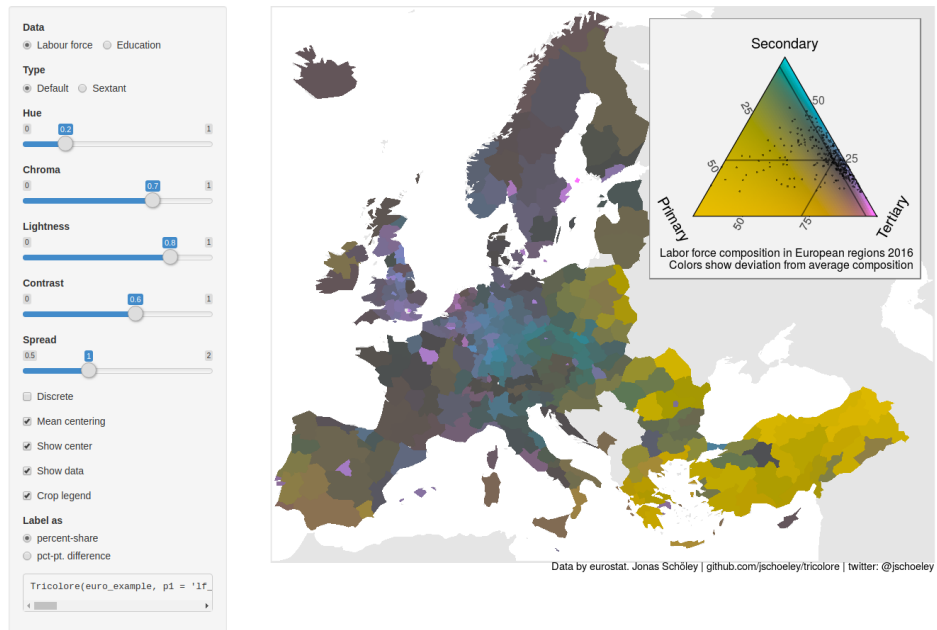 Data
Labour force Education
Type
Default Sextant
Hue
0 0.2 1
Chroma
0 0.7 1
Lightness
0 0.8 1
Contrast
0 0.6 1
Spread
0.5 1 2
Discrete
Mean centering
Show center
Show data
Crop legend
Label as
percent-share
pct-pt. difference
Tricolore(euro_example, p1 = 'lf_
Secondary
25 50
50 25
Primary 50 75 Tertiary
Labor force composition in European regions 2016
Colors show deviation from average composition
Data by eurostat. Jonas Schöley | github.com/jschoeley/tricolore | twitter: @jschoeley